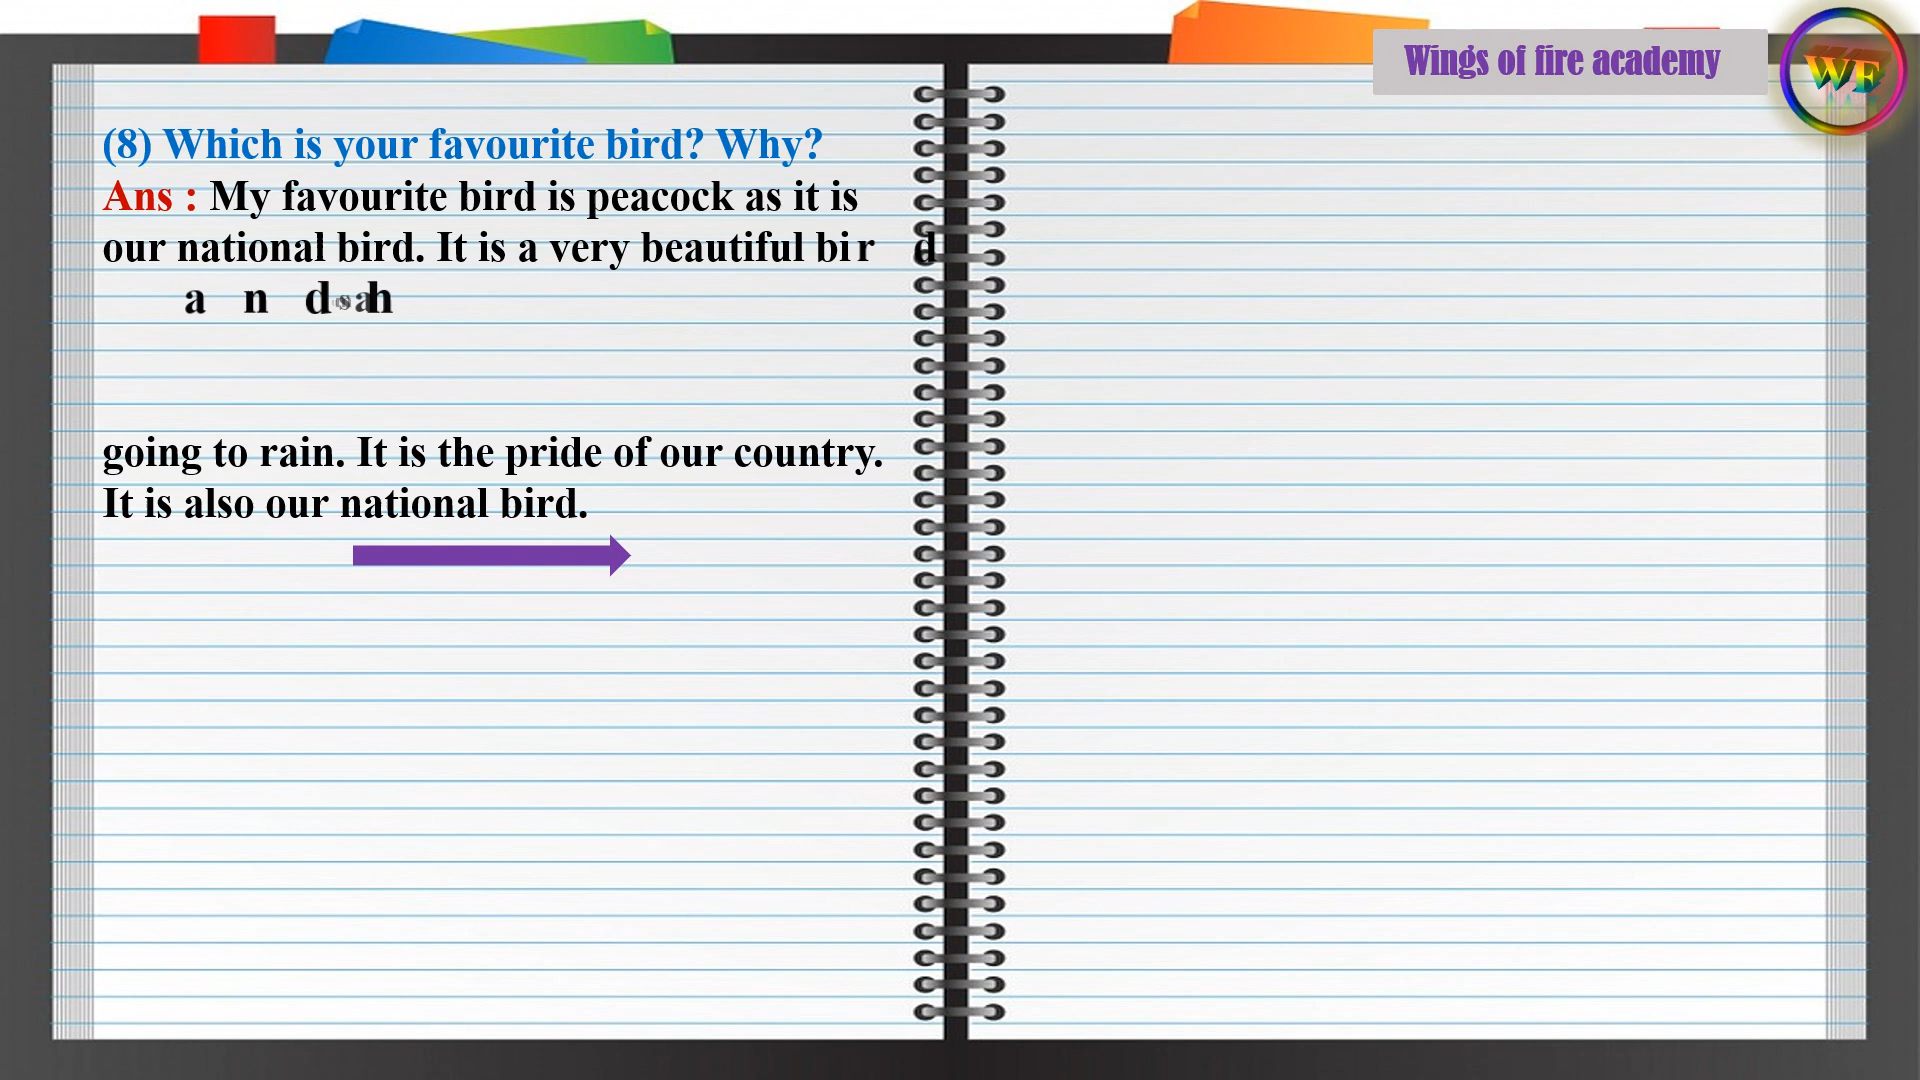 Wings of fire academy
WE
(8) Which is your favourite bird? Why?
Ans : My favourite bird is peacock as it is
our national bird. It is a very beautiful bird
and
going to rain. It is the pride of our country.
It is also our national bird.